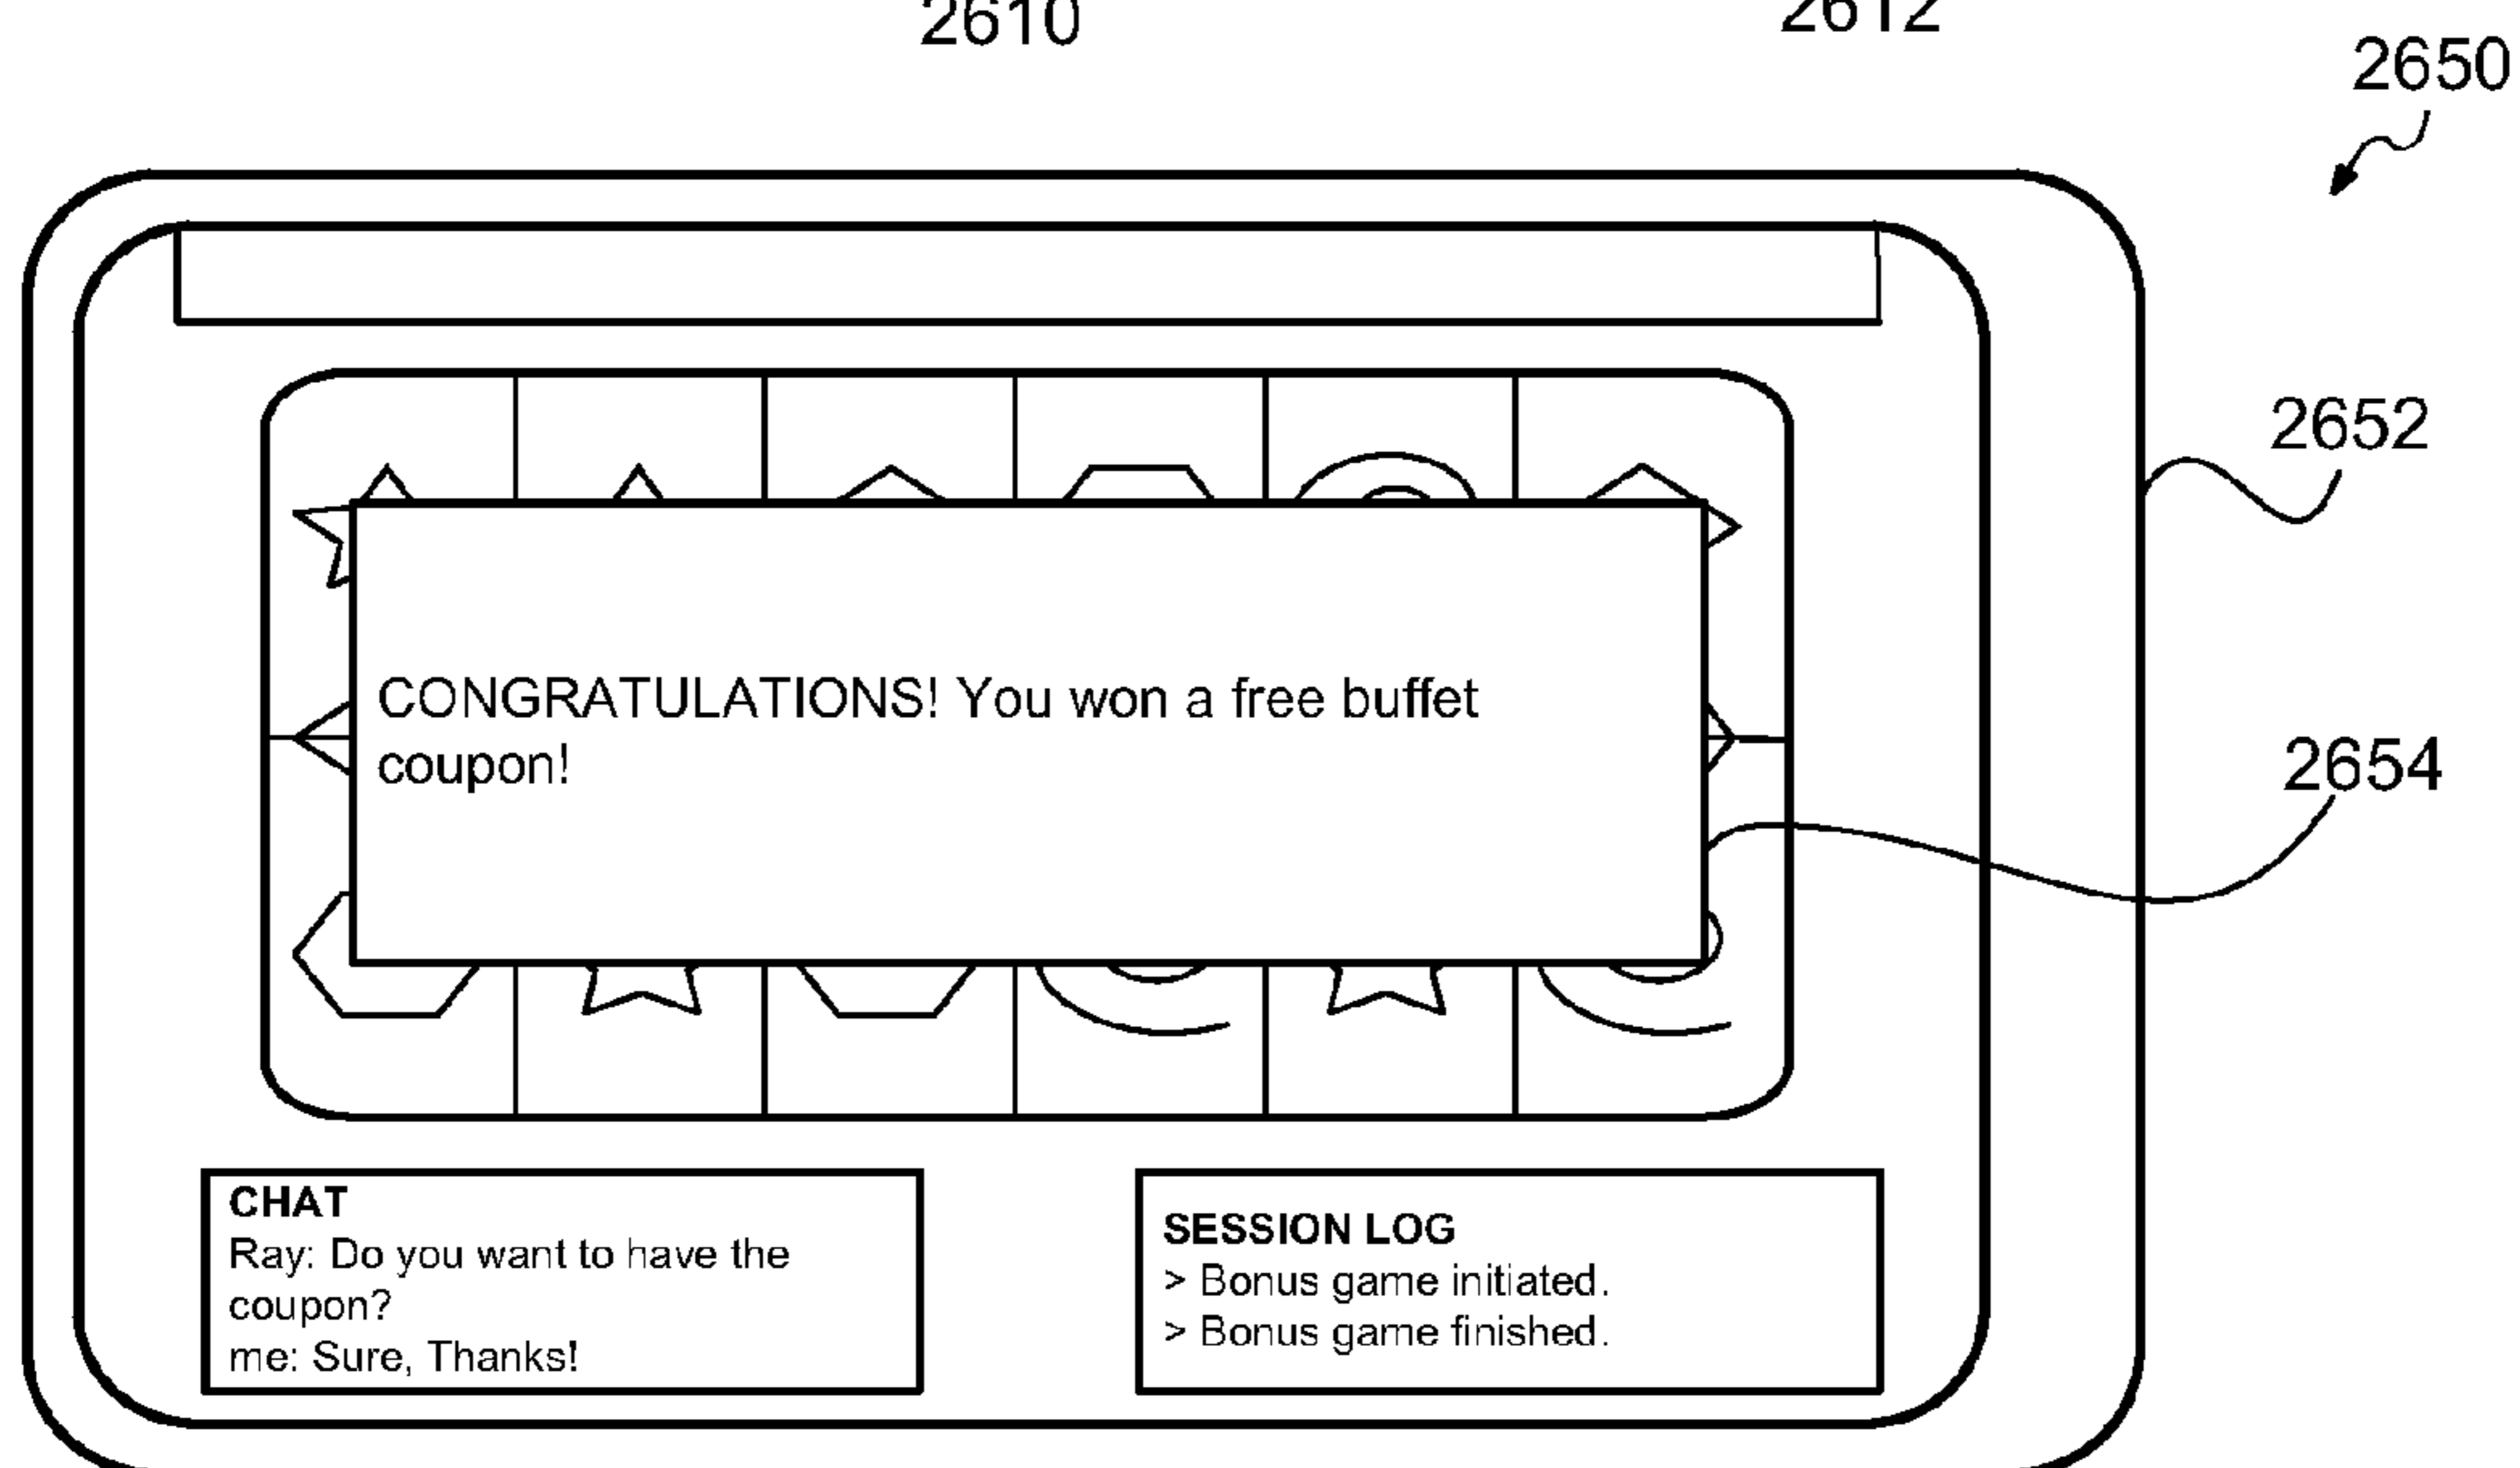 2610
2612
2650
2652
CONGRATULATIONS! You won a free buffet
coupon!
2654
CHAT
Ray: Do you want to have the
coupon?
me: Sure, Thanks!
SESSION LOG
> Bonus game initiated.
> Bonus game finished.